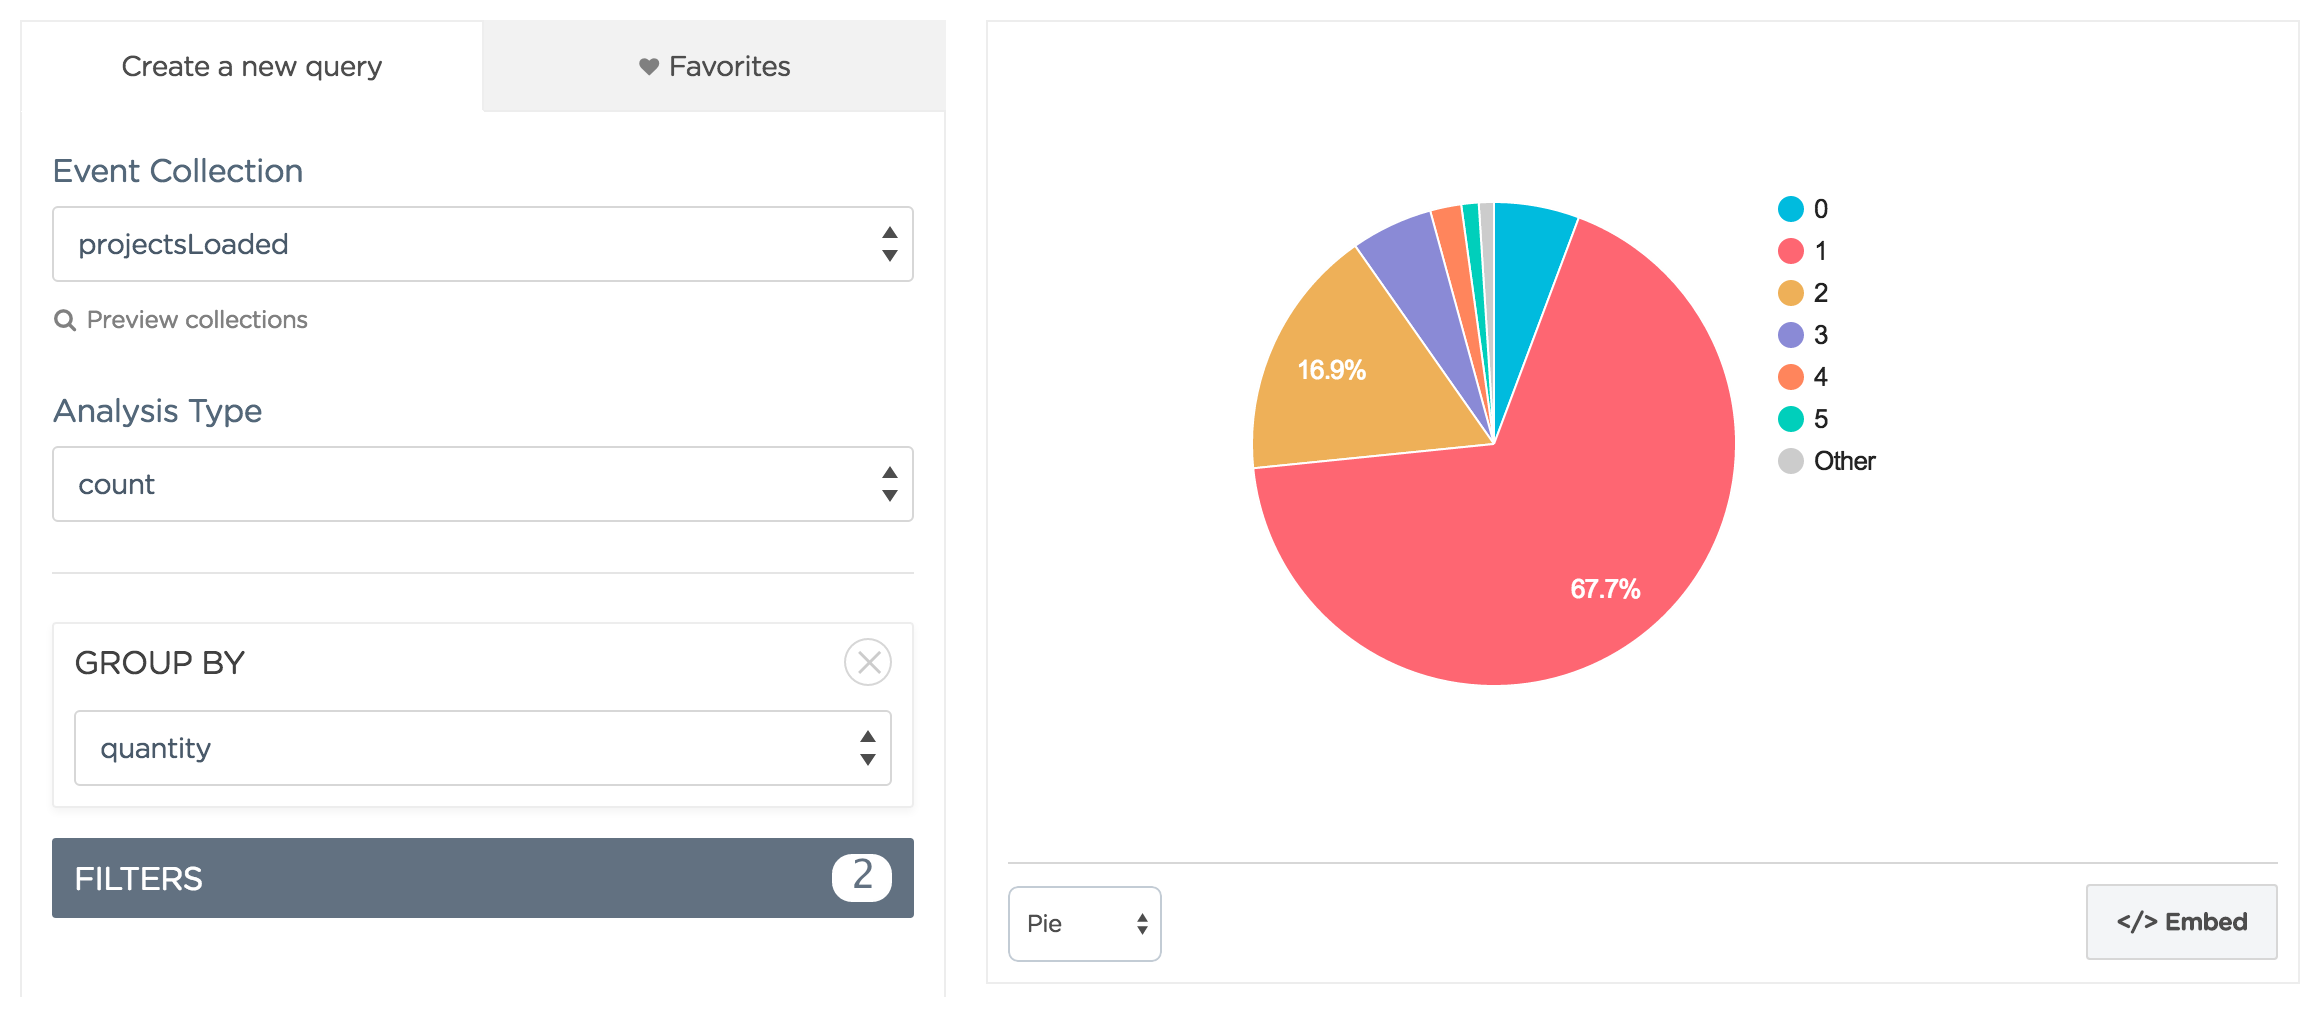 Create a new query
Favorites
Event Collection
projectsLoaded
Preview collections
Analysis Type
count
GROUP BY
quantity
FILTERS 2
0
1
2
3
4
5
Other
16.9%
67.7%
Pie
</> Embed